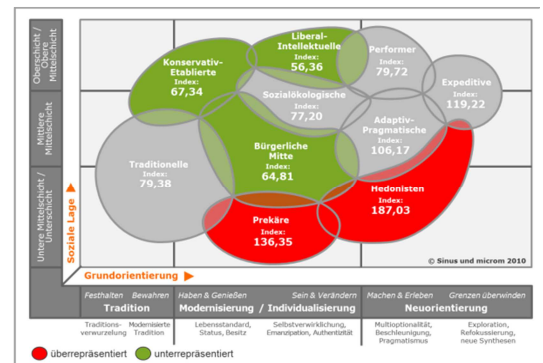 Oberschicht /
Obere
Mittelschicht
Mittlere
Mittelschicht
Untere Mittelschicht /
Unterschicht
Soziale Lage
Konservativ-
Etablierte
Index:
67,34
Liberal-
Intellektuelle
Index:
56,36
Performer
Index:
79,72
Expeditive
Index:
119,22
Sozialökologische
Index:
77,20
Adaptiv-
Pragmatische
Index:
106,17
Traditionelle
Index:
79,38
Bürgerliche
Mitte
Index:
64,81
Hedonisten
Index:
187,03
Prekäre
Index:
136,35
© Sinus und microm 2010
Grundorientierung
Festhalten Bewahren
Tradition
Haben & Genießen Sein & Verändern
Modernisierung / Individualisierung
Machen & Erleben Grenzen überwinden
Neuorientierung
Traditions-
verwurzelung
Modernisierte
Tradition
Lebensstandard,
Status, Besitz
Selbstverwirklichung,
Emanzipation, Authentizität
Multioptionalität,
Beschleunigung,
Pragmatismus
Exploration,
Refokussierung,
neue Synthesen
überrepräsentiert unterrepräsentiert